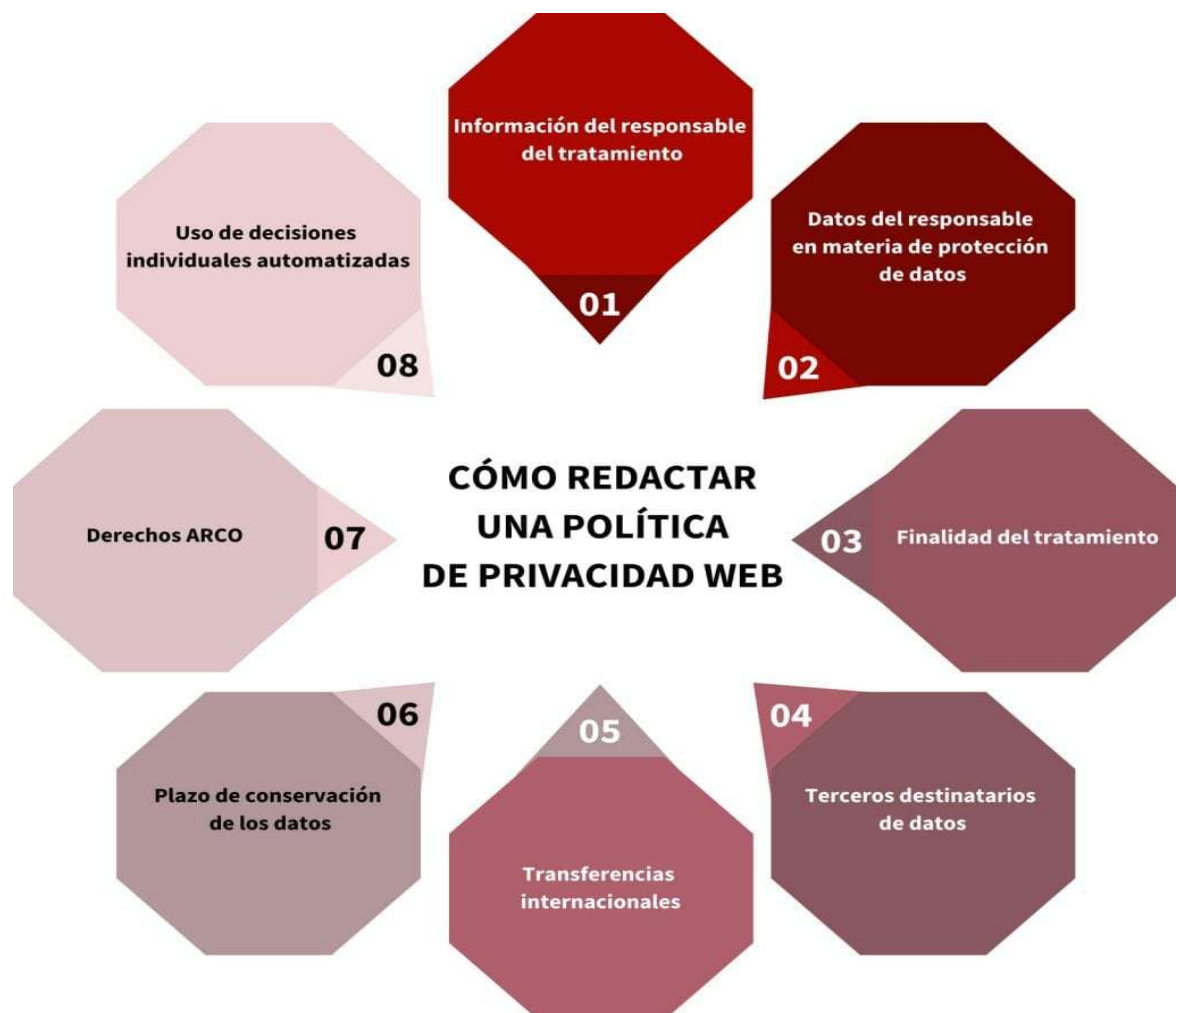 Información del responsable
del tratamiento
01
Datos del responsable
en materia de protección
de datos
02
Finalidad del tratamiento
03
Terceros destinatarios
de datos
04
Transferencias
internacionales
05
Plazo de conservación
de los datos
06
Derechos ARCO
07
Uso de decisiones
individuales automatizadas
08
CÓMO REDACTAR
UNA POLÍTICA
DE PRIVACIDAD WEB